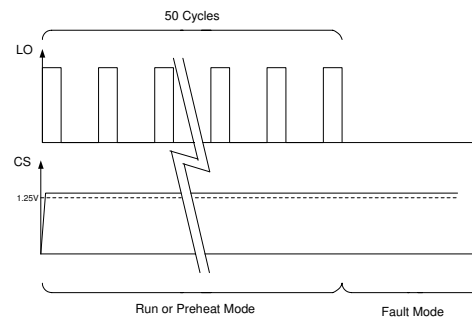 50 Cycles
LO
CS
1.25V
Run or Preheat Mode
Fault Mode